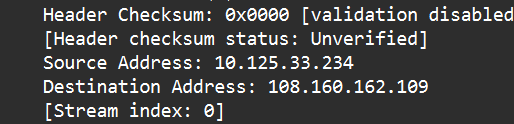 Header Checksum: 0x0000 [validation disabled
[Header checksum status: Unverified]
Source Address: 10.125.33.234
Destination Address: 108.160.162.109
[Stream index: 0]